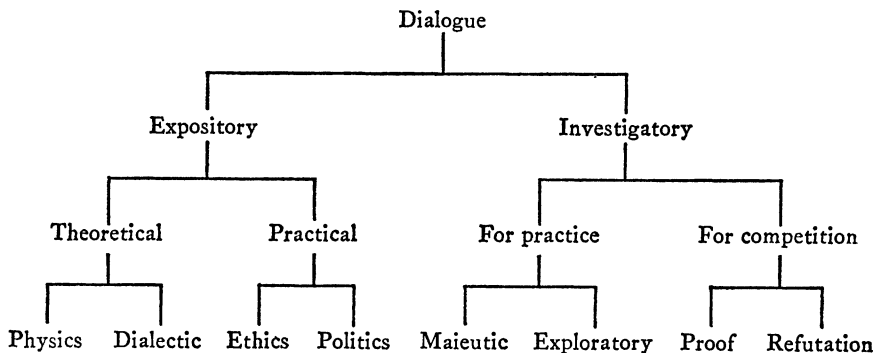 Dialogue
Expository Investigatory
Theoretical Practical For practice For competition
Physics Dialectic Ethics Politics Maieutic Exploratory Proof Refutation